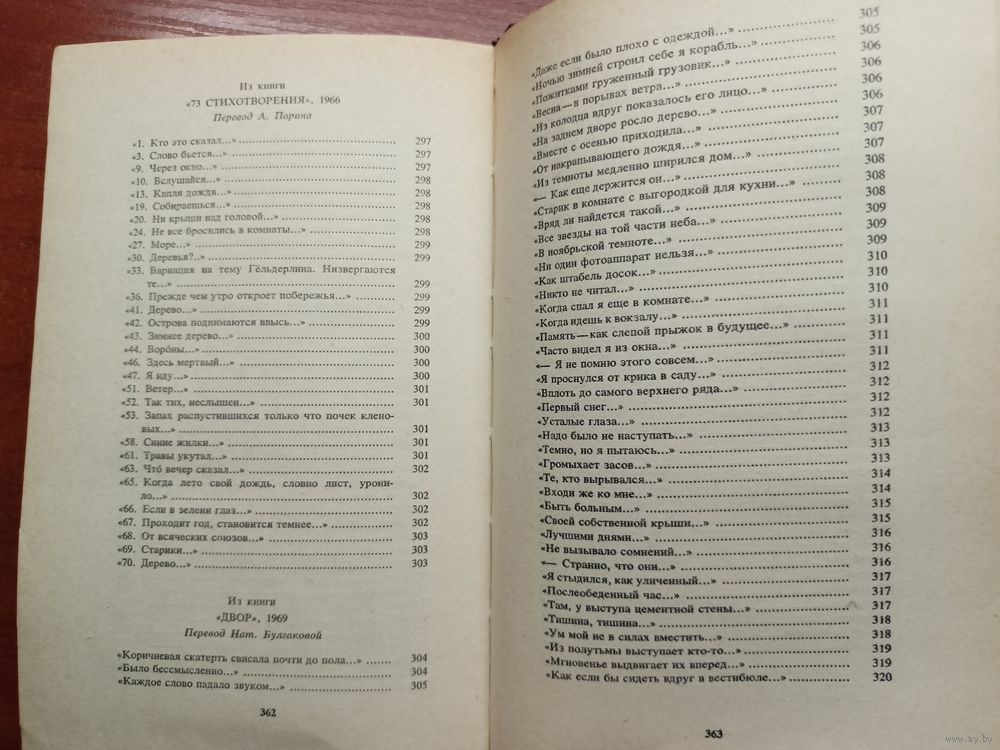 Из книги
«73 СТИХОТВОРЕНИЯ», 1966
Перевод А. Парина
«1. Кто это сказал...» 297
«3. Слово бьется...» 297
«9. Через окно...» 297
«10. Вслушайся...» 298
«13. Капля дождя...» 298
«19. Собираешься...» 298
«20. Ни крыши над головой...» 298
«24. Не все бросились в комнаты...» 298
«27. Море...» 299
«30. Деревья?..» 299
«33. Вариация на тему Гёльдерлина. Низвергаются
те...» 299
«36. Прежде чем утро откроет побережья...» 299
«41. Дерево...» 299
«42. Острова поднимаются ввысь...» 299
«43. Зимнее дерево...» 300
«44. Воро́ны...» 300
«46. Здесь мертвый...» 300
«47. Я иду...» 300
«51. Ветер...» 301
«52. Так тих, неслышен...» 301
«53. Запах распустившихся только что почек клено-
вых...» 301
«58. Синие жилки...» 301
«61. Травы укутал...» 301
«63. Что́ вечер сказал...» 302
«65. Когда лето свой дождь, словно лист, урони-
ло...» 302
«66. Если в зелени глаз...» 302
«67. Проходит год, становится темнее...» 302
«68. От всяческих союзов...» 303
«69. Старики...» 303
«70. Дерево...» 303
Из книги
«ДВОР», 1969
Перевод Нат. Булгаковой
«Коричневая скатерть свисала почти до пола...» 304
«Было бессмысленно...» 304
«Каждое слово падало звуком...» 305
362
«Даже если было плохо с одеждой...» 305
«Ночью зимней строил себе я корабль...» 305
«Пожитками груженный грузовик...» 306
«Весна — в порывах ветра...» 306
«Из колодца вдруг показалось его лицо...» 306
«На заднем дворе росло дерево...» 306
«Вместе с осенью приходила...» 307
«От накрапывающего дождя...» 307
«Из темноты медленно ширился дом...» 307
«— Как еще держится он...» 308
«Старик в комнате с выгородкой для кухни...» 308
«Вряд ли найдется такой...» 308
«Все звезды на той части неба...» 309
«В ноябрьской темноте...» 309
«Ни один фотоаппарат нельзя...» 309
«Как штабель досок...» 310
«Никто не читал...» 310
«Когда спал я еще в комнате...» 310
«Когда идешь к вокзалу...» 311
«Память — как слепой прыжок в будущее...» 311
«Часто видел я из окна...» 311
«— Я не помню этого совсем...» 311
«Я проснулся от крика в саду...» 312
«Вплоть до самого верхнего ряда...» 312
«Первый снег...» 312
«Усталые глаза...» 312
«Надо было не наступать...» 313
«Темно, но я пытаюсь...» 313
«Громыхает засов...» 313
«Те, кто вырывался...» 314
«Входи же ко мне...» 314
«Быть больным...» 315
«Своей собственной крыши...» 315
«Лучшими днями...» 316
«Не вызывало сомнений...» 316
«— Странно, что они...» 316
«Я стыдился, как уличенный...» 317
«Послеобеденный час...» 317
«Там, у выступа цементной стены...» 317
«Тишина, тишина...» 318
«Ум мой не в силах вместить...» 318
«Из полутьмы выступает кто-то...» 319
«Мгновенье выдвигает их вперед...» 319
«Как если бы сидеть вдруг в вестибюле...» 320
363
www.ay.by